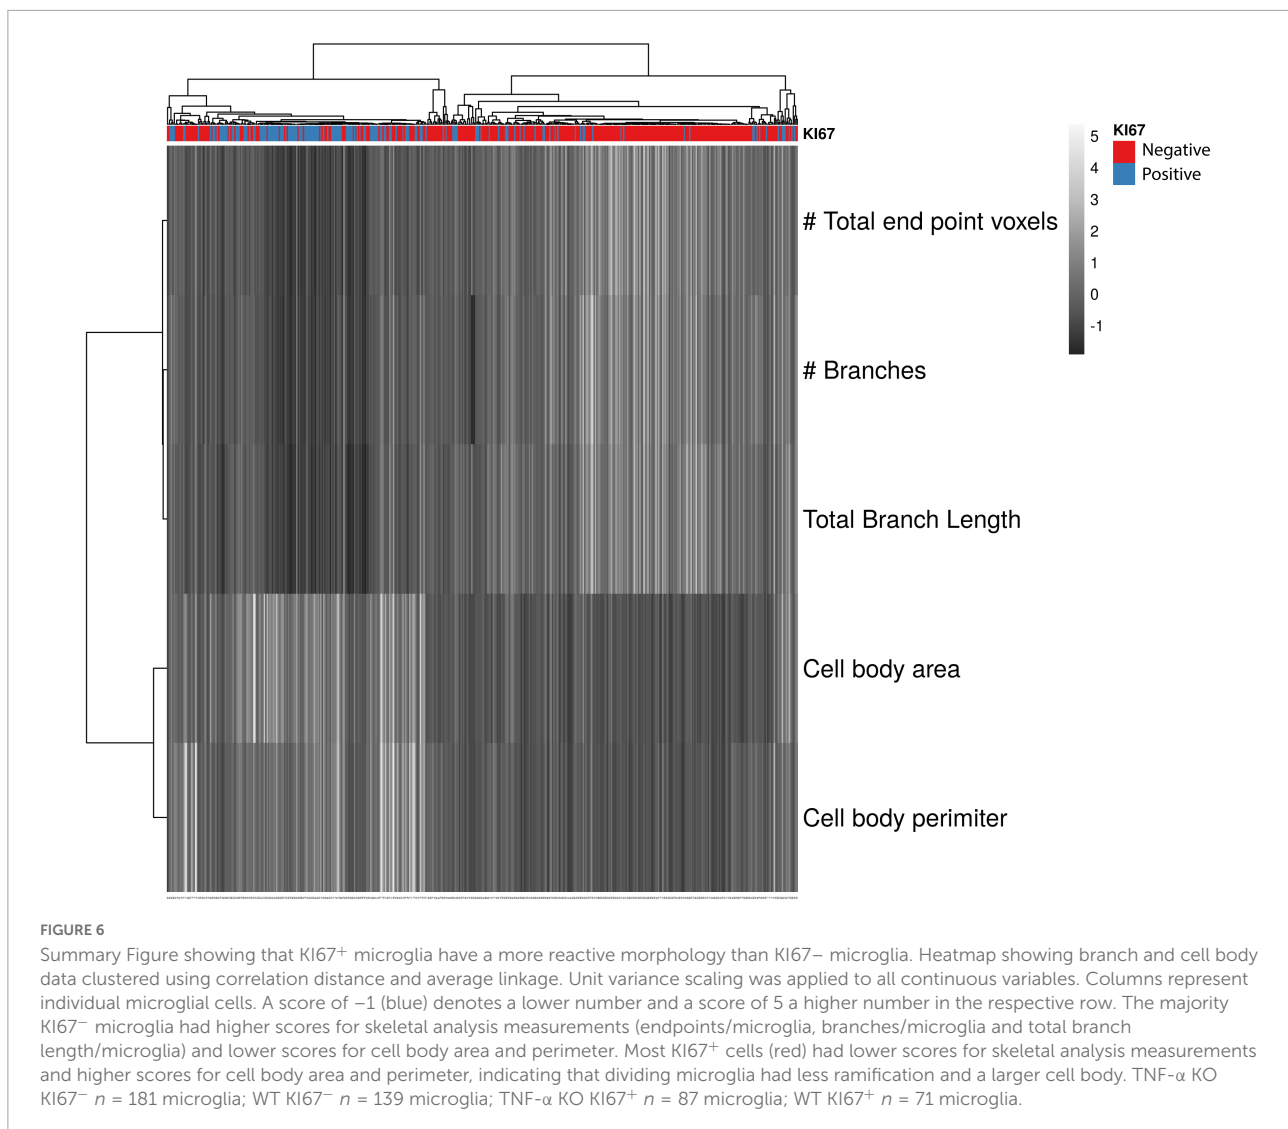 KI67
5
4
3
2
1
0
-1
KI67
Negative
Positive
# Total end point voxels
# Branches
Total Branch Length
Cell body area
Cell body perimiter
FIGURE 6
Summary Figure showing that KI67⁺ microglia have a more reactive morphology than KI67– microglia. Heatmap showing branch and cell body
data clustered using correlation distance and average linkage. Unit variance scaling was applied to all continuous variables. Columns represent
individual microglial cells. A score of −1 (blue) denotes a lower number and a score of 5 a higher number in the respective row. The majority
KI67⁻ microglia had higher scores for skeletal analysis measurements (endpoints/microglia, branches/microglia and total branch
length/microglia) and lower scores for cell body area and perimeter. Most KI67⁺ cells (red) had lower scores for skeletal analysis measurements
and higher scores for cell body area and perimeter, indicating that dividing microglia had less ramification and a larger cell body. TNF-α KO
KI67⁻ n = 181 microglia; WT KI67⁻ n = 139 microglia; TNF-α KO KI67⁺ n = 87 microglia; WT KI67⁺ n = 71 microglia.